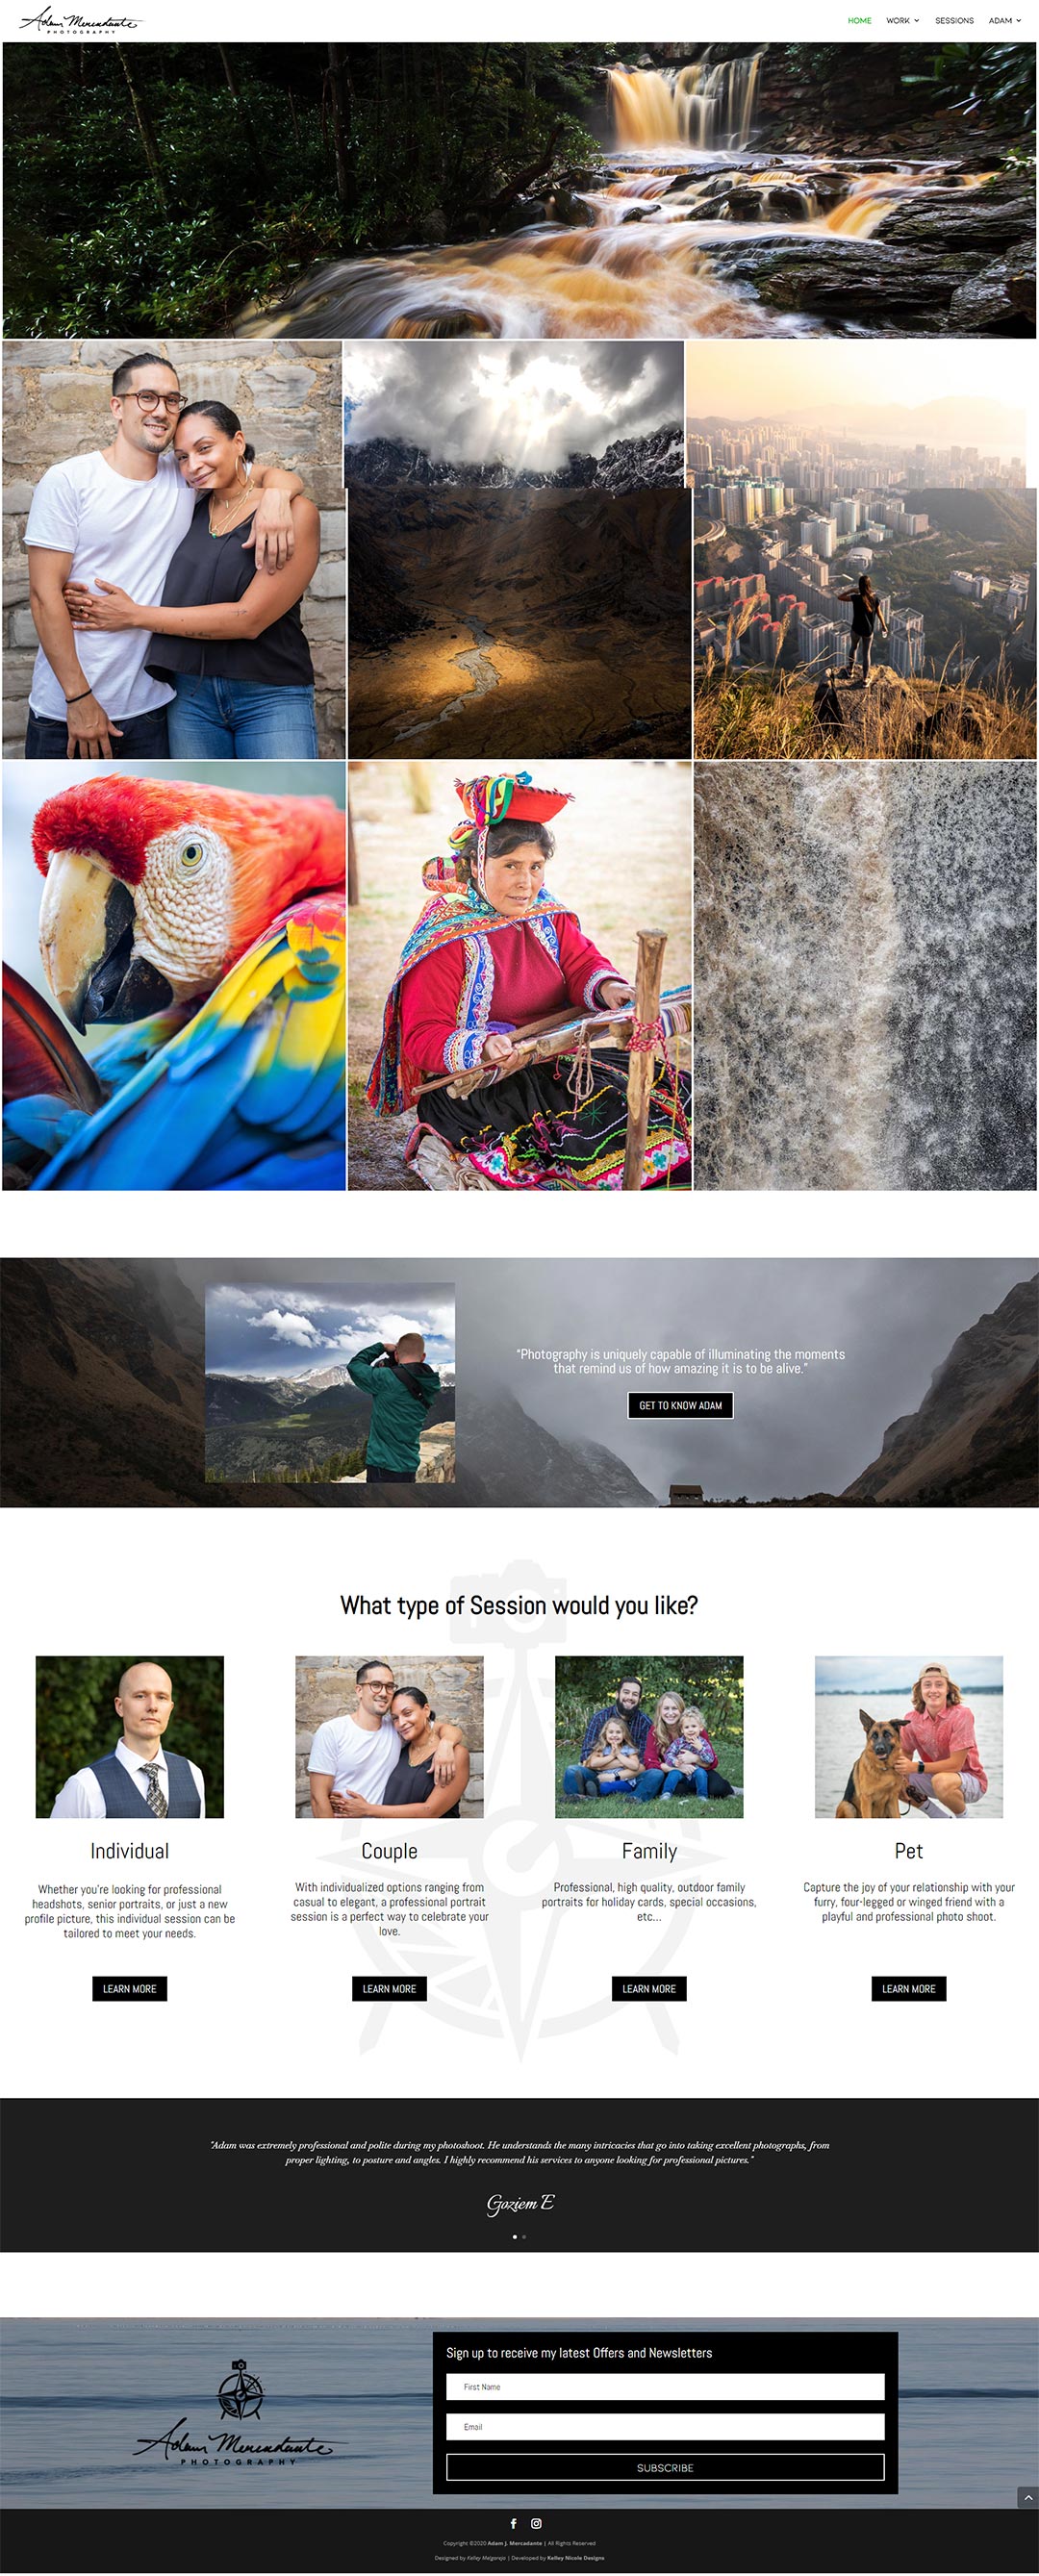 Adam Mercadante
PHOTOGRAPHY
HOME WORK SESSIONS ADAM
“Photography is uniquely capable of illuminating the moments
that remind us of how amazing it is to be alive.”
GET TO KNOW ADAM
What type of Session would you like?
Individual
Whether you're looking for professional
headshots, senior portraits, or just a new
profile picture, this individual session can be
tailored to meet your needs.
LEARN MORE
Couple
With individualized options ranging from
casual to elegant, a professional portrait
session is a perfect way to celebrate your
love.
LEARN MORE
Family
Professional, high quality, outdoor family
portraits for holiday cards, special occasions,
etc...
LEARN MORE
Pet
Capture the joy of your relationship with your
furry, four-legged or winged friend with a
playful and professional photo shoot.
LEARN MORE
"Adam was extremely professional and polite during my photoshoot. He understands the many intricacies that go into taking excellent photographs, from
proper lighting, to posture and angles. I highly recommend his services to anyone looking for professional pictures."
Goziem E
Adam Mercadante
PHOTOGRAPHY
Sign up to receive my latest Offers and Newsletters
First Name
Email
SUBSCRIBE
Copyright ©2020 Adam J. Mercadante | All Rights Reserved
Designed by Kelley Melgarejo | Developed by Kelley Nicole Designs